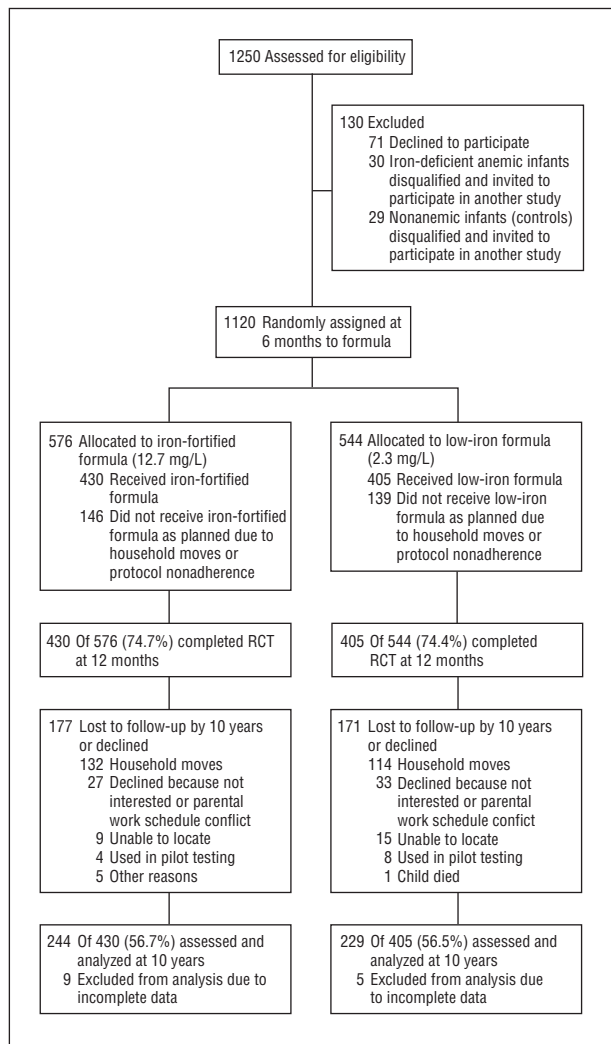 1250 Assessed for eligibility
130 Excluded
71 Declined to participate
30 Iron-deficient anemic infants
disqualified and invited to
participate in another study
29 Nonanemic infants (controls)
disqualified and invited to
participate in another study
1120 Randomly assigned at
6 months to formula
576 Allocated to iron-fortified
formula (12.7 mg/L)
430 Received iron-fortified
formula
146 Did not receive iron-fortified
formula as planned due to
household moves or
protocol nonadherence
544 Allocated to low-iron formula
(2.3 mg/L)
405 Received low-iron formula
139 Did not receive low-iron
formula as planned due
to household moves or
protocol nonadherence
430 Of 576 (74.7%) completed RCT
at 12 months
405 Of 544 (74.4%) completed
RCT at 12 months
177 Lost to follow-up by 10 years
or declined
132 Household moves
27 Declined because not
interested or parental
work schedule confict
9 Unable to locate
4 Used in pilot testing
5 Other reasons
171 Lost to follow-up by 10 years
or declined
114 Household moves
33 Declined because not
interested or parental
work schedule confict
15 Unable to locate
8 Used in pilot testing
1 Child died
244 Of 430 (56.7%) assessed and
analyzed at 10 years
9 Excluded from analysis due to
incomplete data
229 Of 405 (56.5%) assessed and
analyzed at 10 years
5 Excluded from analysis due
to incomplete data